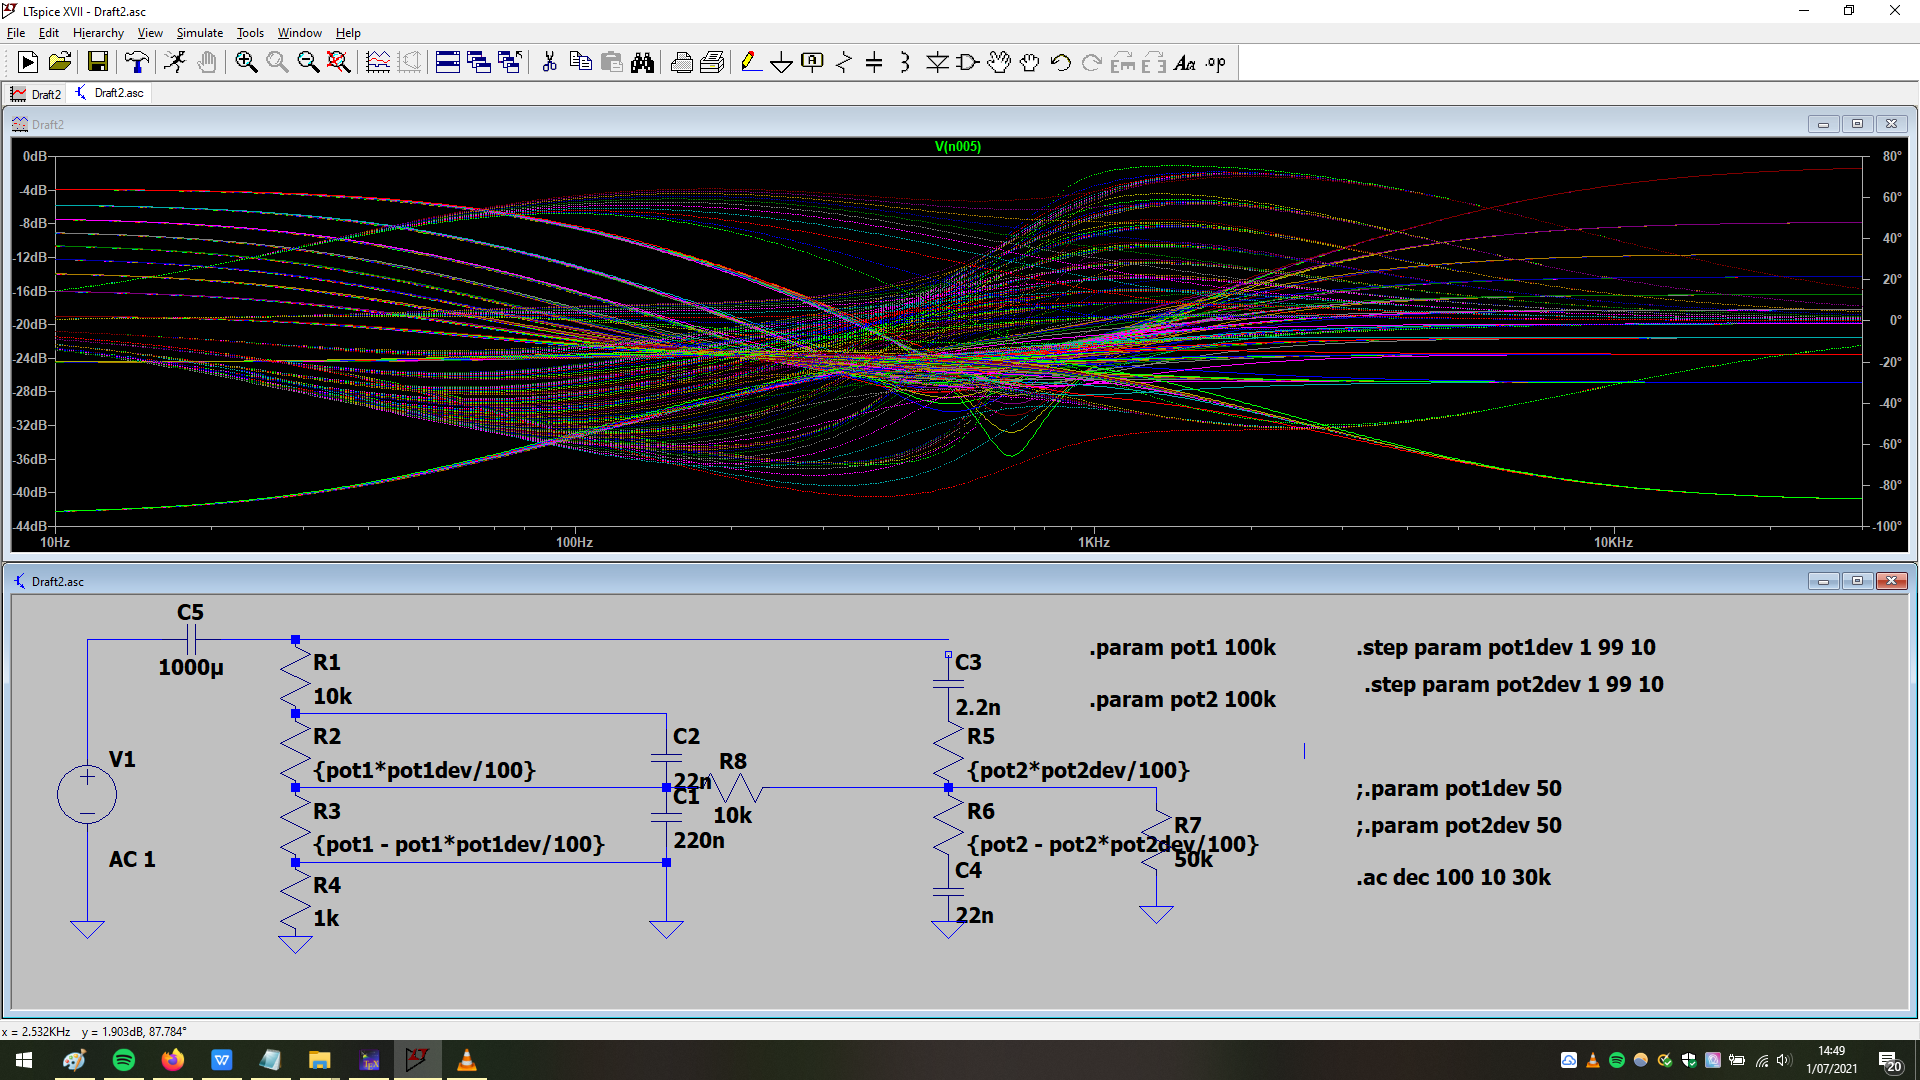 LTspice XVII - Draft2.asc
File Edit Hierarchy View Simulate Tools Window Help
Draft2 Draft2.asc
Draft2
V(n005)
0dB 80°
-4dB
-8dB 60°
-12dB 40°
-16dB 20°
-20dB 0°
-24dB -20°
-28dB
-32dB -40°
-36dB -60°
-40dB -80°
-44dB -100°
10Hz 100Hz 1KHz 10KHz
Draft2.asc
C5
1000µ
R1
10k
R2
{pot1*pot1dev/100}
R3
{pot1 - pot1*pot1dev/100}
R4
1k
V1
AC 1
C2
22n
C1
220n
R8
10k
C3
2.2n
R5
{pot2*pot2dev/100}
R6
{pot2 - pot2*pot2dev/100}
C4
22n
R7
50k
.param pot1 100k
.param pot2 100k
.step param pot1dev 1 99 10
.step param pot2dev 1 99 10
;.param pot1dev 50
;.param pot2dev 50
.ac dec 100 10 30k
x = 2.532KHz y = 1.903dB, 87.784°
14:49
1/07/2021
20